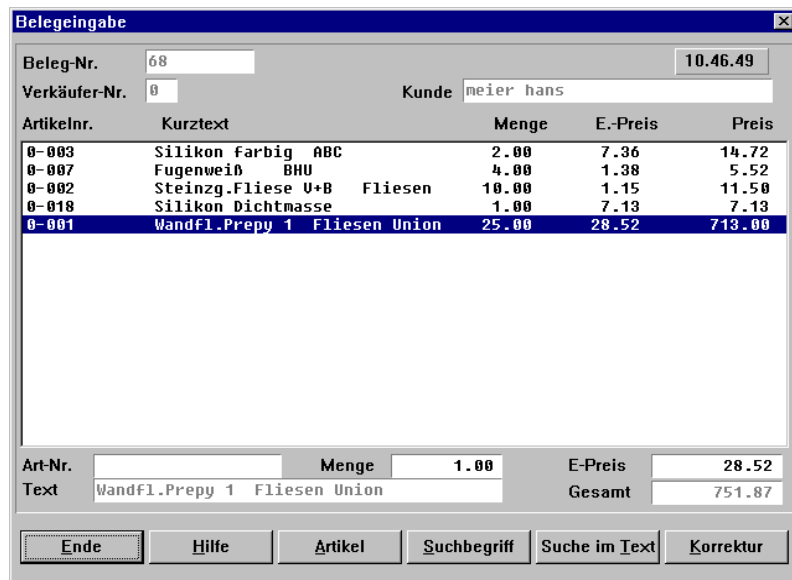 Belegeingabe
Beleg-Nr. 68 10.46.49
Verkäufer-Nr. 0 Kunde meier hans
Artikelnr. Kurztext Menge E.-Preis Preis
0-003 Silikon farbig ABC 2.00 7.36 14.72
0-007 Fugenweiß BHU 4.00 1.38 5.52
0-002 Steinzg.Fliese V+B Fliesen 10.00 1.15 11.50
0-018 Silikon Dichtmasse 1.00 7.13 7.13
0-001 Wandfl.Prepy 1 Fliesen Union 25.00 28.52 713.00
Art-Nr. Menge 1.00 E-Preis 28.52
Text Wandfl.Prepy 1 Fliesen Union Gesamt 751.87
Ende Hilfe Artikel Suchbegriff Suche im Text Korrektur